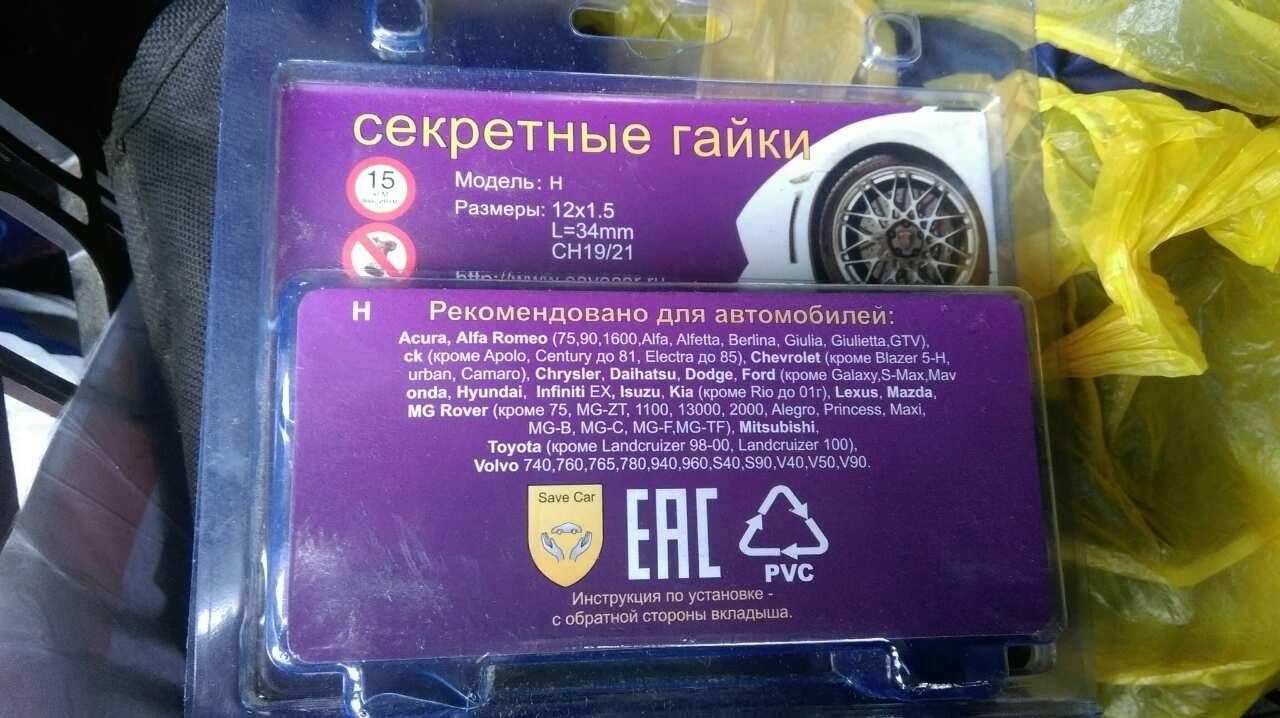 секретные гайки
15
Модель: Н
Размеры: 12x1.5
L=34mm
CH19/21
http://www.savecar.ru
Н Рекомендовано для автомобилей:
Acura, Alfa Romeo (75,90,1600,Alfa, Alfetta, Berlina, Giulia, Giulietta,GTV),
ck (кроме Apolo, Century до 81, Electra до 85), Chevrolet (кроме Blazer 5-H,
urban, Camaro), Chrysler, Daihatsu, Dodge, Ford (кроме Galaxy,S-Max,Mav
onda, Hyundai, Infiniti EX, Isuzu, Kia (кроме Rio до 01г), Lexus, Mazda,
MG Rover (кроме 75, MG-ZT, 1100, 13000, 2000, Alegro, Princess, Maxi,
MG-B, MG-C, MG-F,MG-TF), Mitsubishi,
Toyota (кроме Landcruizer 98-00, Landcruizer 100),
Volvo 740,760,765,780,940,960,S40,S90,V40,V50,V90.
Save Car
EAC
PVC
Инструкция по установке -
с обратной стороны вкладыша.